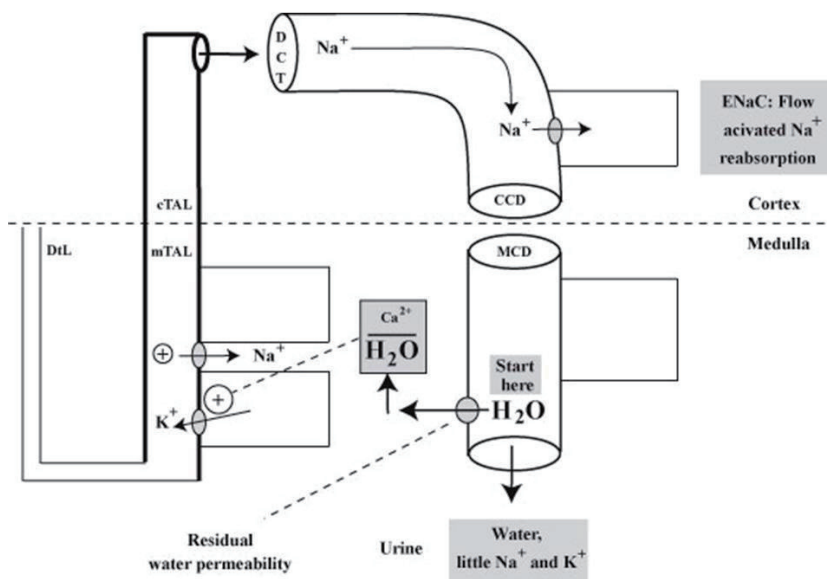 D
C
T
Na+
Na+
ENaC: Flow
acivated Na+
reabsorption
cTAL
CCD
Cortex
DtL
mTAL
MCD
Medulla
Ca2+
H2O
Start
here
H2O
+
Na+
+
K+
Residual
water permeability
Urine
Water,
little Na+ and K+